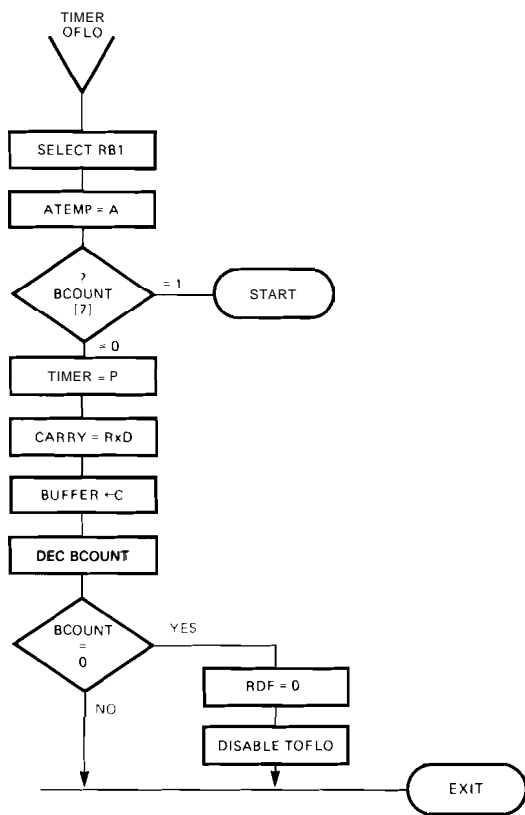 TIMER
OFLO
SELECT RB1
ATEMP = A
?
BCOUNT
[7]
= 1
START
= 0
TIMER = P
CARRY = RxD
BUFFER ←C
DEC BCOUNT
BCOUNT
=
0
YES
NO
RDF = 0
DISABLE TOFLO
EXIT